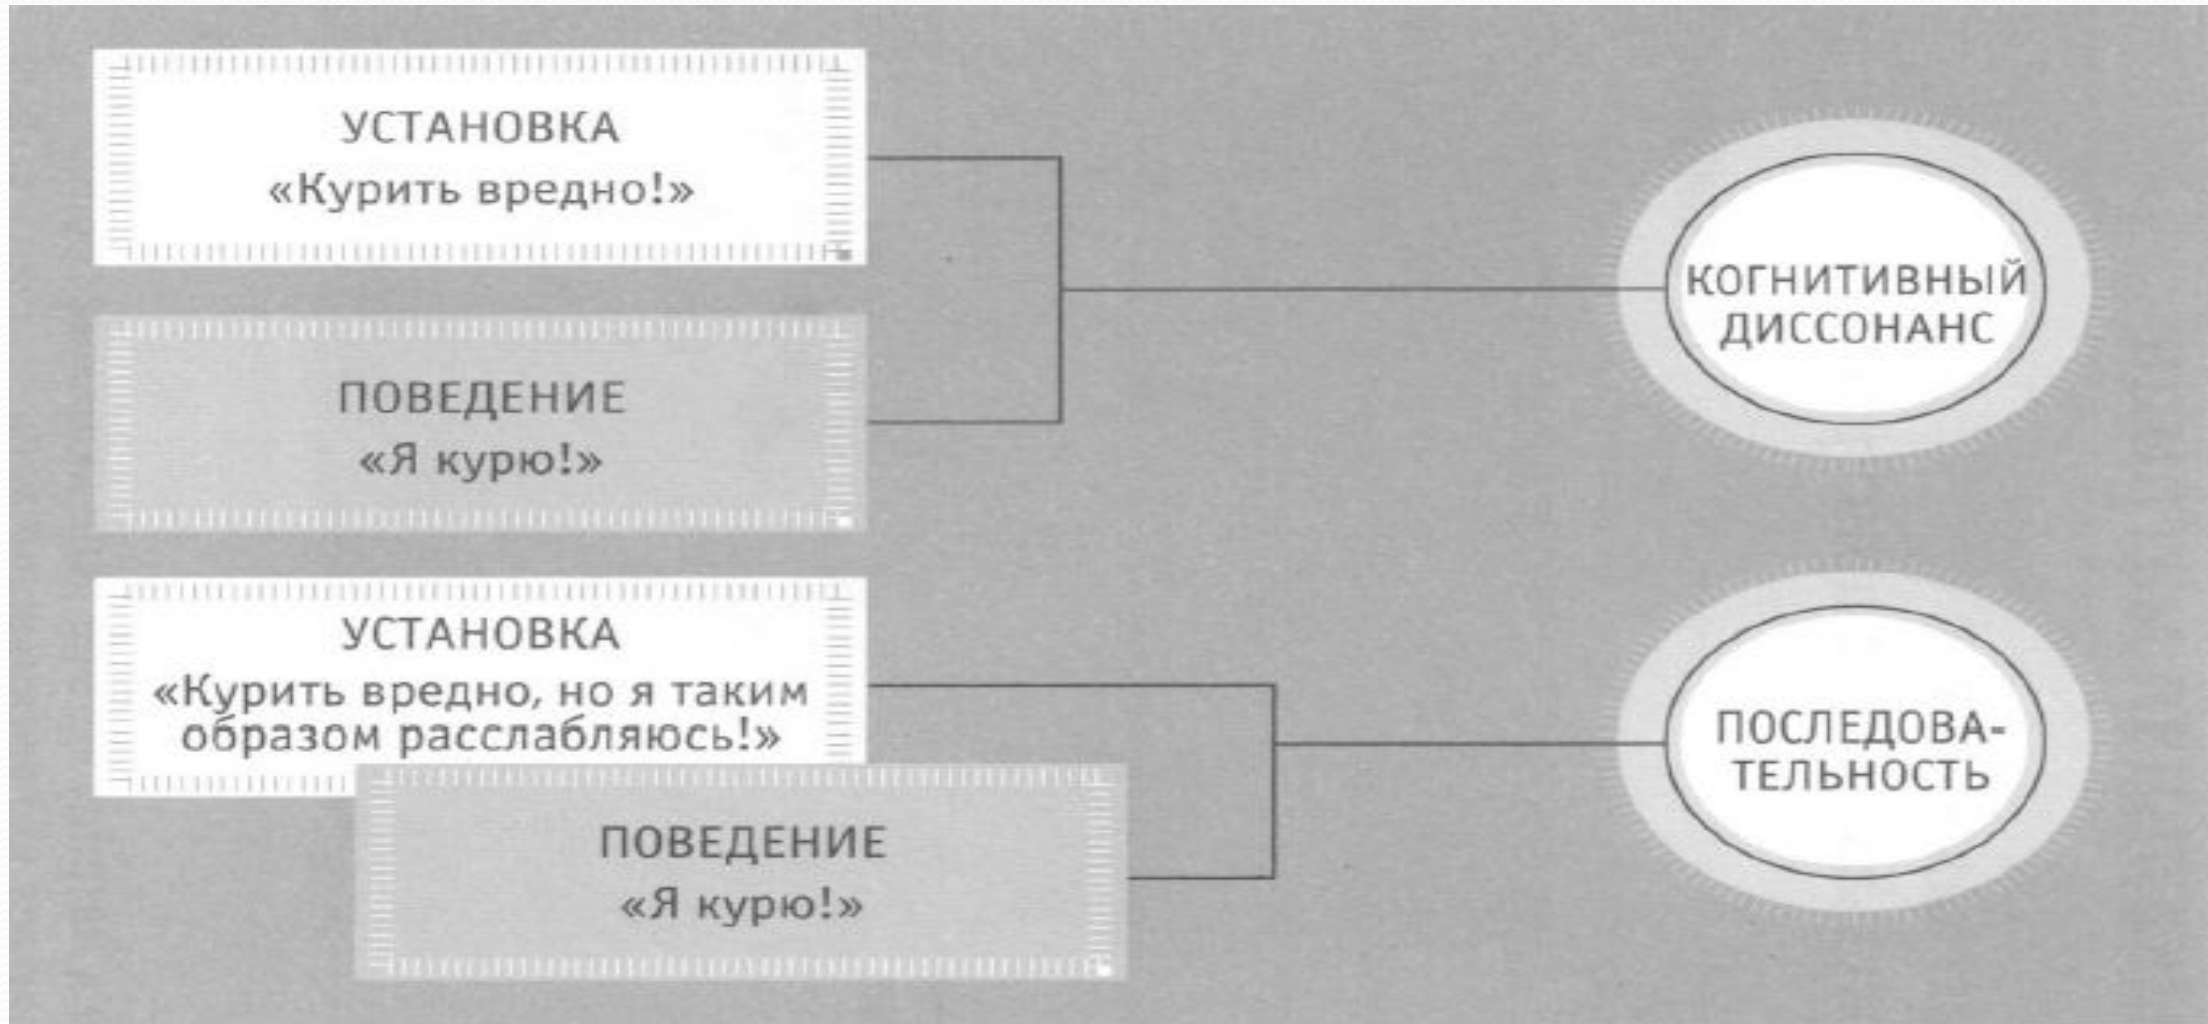 УСТАНОВКА
«Курить вредно!»
КОГНИТИВНЫЙ
ДИССОНАНС
ПОВЕДЕНИЕ
«Я курю!»
УСТАНОВКА
«Курить вредно, но я таким
образом расслабляюсь!»
ПОСЛЕДОВА-
ТЕЛЬНОСТЬ
ПОВЕДЕНИЕ
«Я курю!»